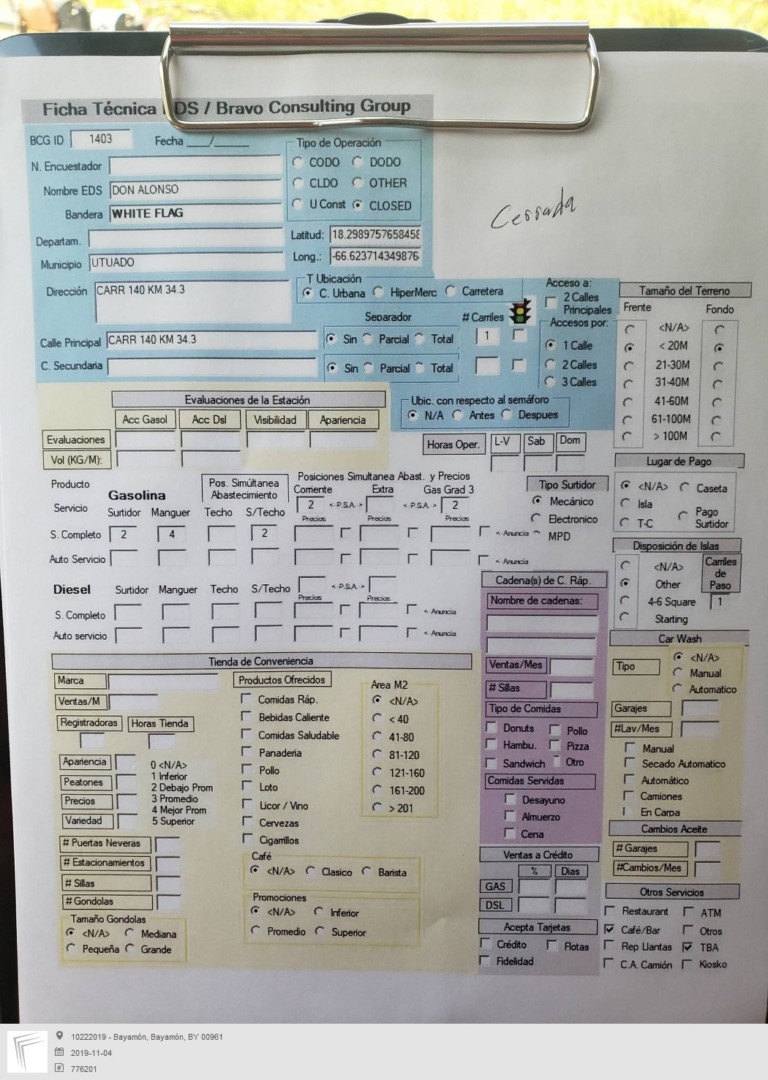 Ficha Técnica EDS / Bravo Consulting Group
BCG ID 1403 Fecha ___/______
N. Encuestador
Nombre EDS DON ALONSO
Bandera WHITE FLAG
Tipo de Operación
CODO DODO
CLDO OTHER
U Const CLOSED
Cerrada
Departam.
Municipio UTUADO
Latitud: 18.2989757658458
Long.: -66.623714349876
Dirección CARR 140 KM 34.3
T Ubicación
C. Urbana HiperMerc Carretera
Separador # Carriles
Calle Principal CARR 140 KM 34.3 Sin Parcial Total 1
C. Secundaria Sin Parcial Total
Acceso a:
2 Calles
Principales
Accesos por:
1 Calle
2 Calles
3 Calles
Tamaño del Terreno
Frente Fondo
<N/A>
< 20M
21-30M
31-40M
41-60M
61-100M
> 100M
Evaluaciones de la Estación
Acc Gasol Acc Dsl Visibilidad Apariencia
Evaluaciones
Vol (KG/M):
Ubic. con respecto al semáforo
N/A Antes Despues
Horas Oper. L-V Sab Dom
Lugar de Pago
<N/A> Caseta
Isla
T-C Pago
Surtidor
Producto
Servicio
Gasolina
Pos. Simúltanea
Abastecimiento
Posiciones Simultanea Abast. y Precios
Corriente Extra Gas Grad 3
Surtidor Manguer Techo S/Techo 2 < P.S.A. > < P.S.A. > 2
Precios Precios Precios
S. Completo 2 4 2 < Anuncia
Auto Servicio < Anuncia
Tipo Surtidor
Mecánico
Electronico
MPD
Disposición de Islas
<N/A>
Other
4-6 Square
Starting
Carriles
de
Paso
1
Diesel Surtidor Manguer Techo S/Techo < P.S.A. >
Precios Precios
S. Completo < Anuncia
Auto servicio < Anuncia
Cadena(s) de C. Ráp.
Nombre de cadenas:
Ventas/Mes
# Sillas
Tipo de Comidas
Donuts Pollo
Hambu. Pizza
Sandwich Otro
Comidas Servidas
Desayuno
Almuerzo
Cena
Car Wash
Tipo
<N/A>
Manual
Automatico
Garajes
#Lav/Mes
Manual
Secado Automatico
Automático
Camiones
En Carpa
Cambios Aceite
# Garajes
#Cambios/Mes
Tienda de Conveniencia
Marca
Ventas/M
Registradoras Horas Tienda
Apariencia
Peatones
Precios
Variedad
0 <N/A>
1 Inferior
2 Debajo Prom
3 Promedio
4 Mejor Prom
5 Superior
# Puertas Neveras
# Estacionamientos
# Sillas
# Gondolas
Tamaño Gondolas
<N/A> Mediana
Pequeña Grande
Productos Ofrecidos
Comidas Ráp.
Bebidas Caliente
Comidas Saludable
Panaderia
Pollo
Loto
Licor / Vino
Cervezas
Cigarrillos
Area M2
<N/A>
< 40
41-80
81-120
121-160
161-200
> 201
Café
<N/A> Clasico Barista
Promociones
<N/A> Inferior
Promedio Superior
Ventas a Crédito
% Dias
GAS
DSL
Acepta Tarjetas
Crédito Flotas
Fidelidad
Otros Servicios
Restaurant ATM
Café/Bar Otros
Rep Llantas TBA
C.A. Camión Kiosko
10222019 - Bayamón, Bayamón, BY 00961
2019-11-04
776201